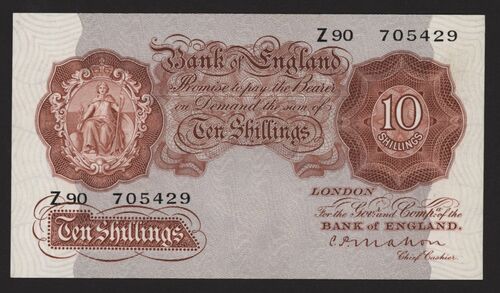 Z90 705429
Bank of England
Promise to pay the Bearer
on Demand the sum of
Ten Shillings
10
SHILLINGS
Z90 705429
Ten Shillings
LONDON
For the Govr. and Compa. of the
BANK OF ENGLAND.
C.P. Mahon
Chief Cashier.